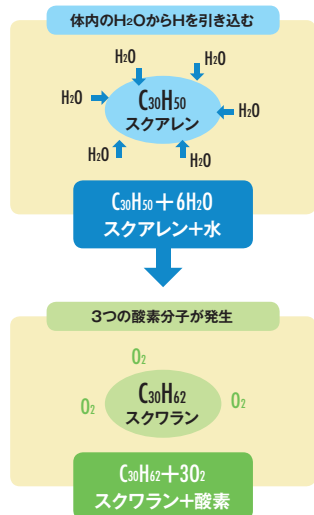 体内のH₂OからHを引き込む
H₂O
H₂O
H₂O
C₃₀H₅₀
スクアレン
H₂O
H₂O
H₂O
C₃₀H₅₀+6H₂O
スクアレン+水
3つの酸素分子が発生
O₂
O₂
C₃₀H₆₂
スクワラン
O₂
C₃₀H₆₂+3O₂
スクワラン+酸素